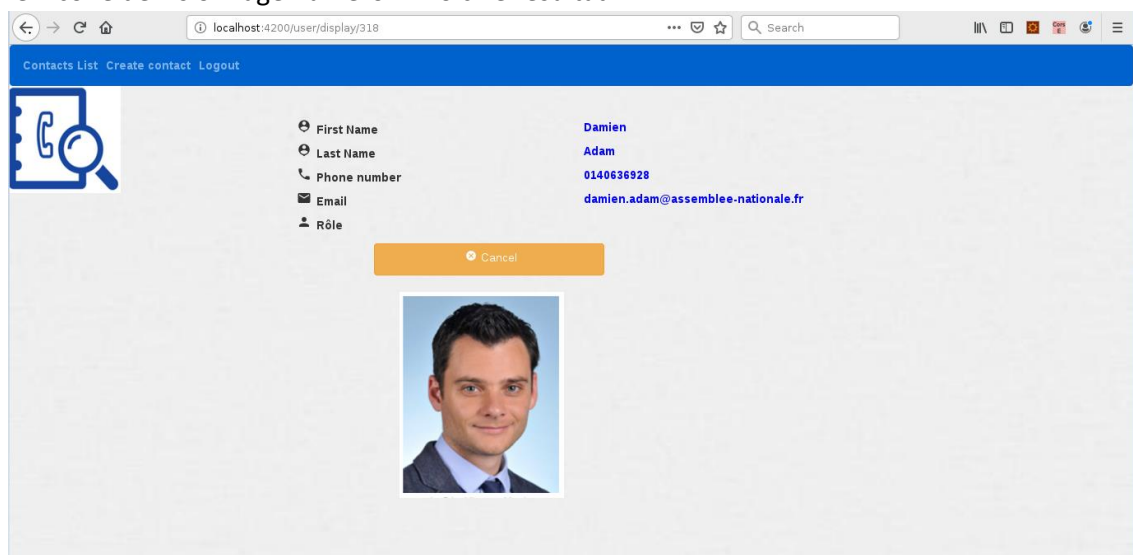 localhost:4200/user/display/318
Search
Contacts List Create contact Logout
First Name Damien
Last Name Adam
Phone number 0140636928
Email damien.adam@assemblee-nationale.fr
Rôle
Cancel